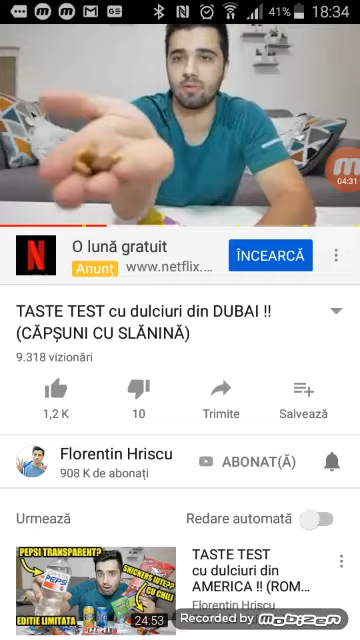 41% 18:34
04:31
N
O lună gratuit
ÎNCEARCĂ
Anunț www.netflix....
TASTE TEST cu dulciuri din DUBAI !!
(CĂPȘUNI CU SLĂNINĂ)
9.318 vizionări
1,2 K 10 Trimite Salvează
Florentin Hriscu
908 K de abonați
ABONAT(Ă)
Urmează Redare automată
PEPSI TRANSPARENT?
SNICKERS IUTE??
CU CHILI
PEPSI
EDITIE LIMITATA
24:53
TASTE TEST
cu dulciuri din
AMERICA !! (ROM...
Florentin Hriscu
Recorded by mobizen